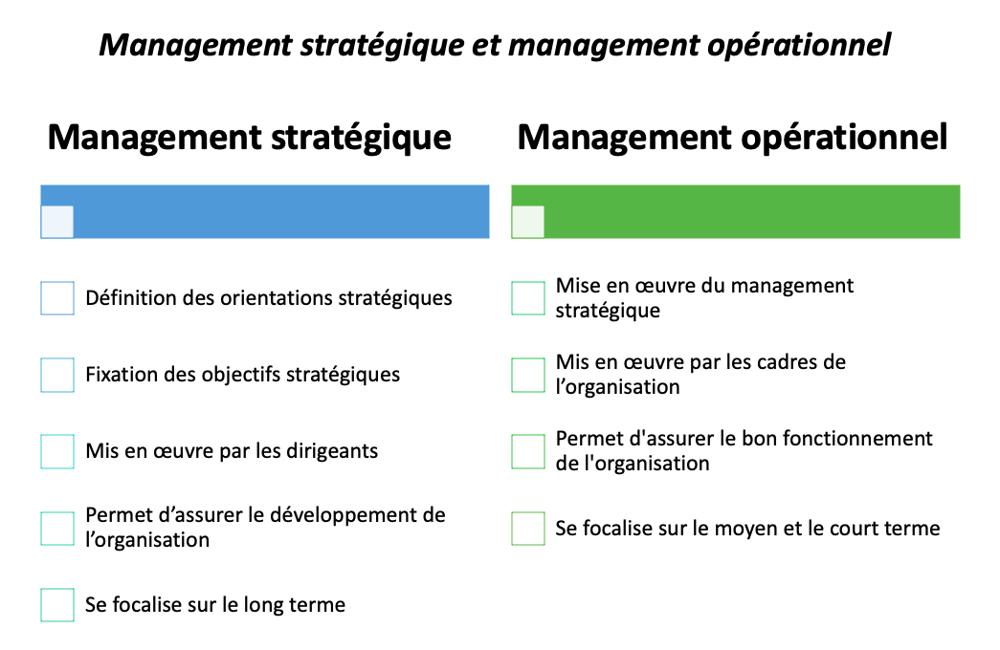 Management stratégique et management opérationnel
Management stratégique
Définition des orientations stratégiques
Fixation des objectifs stratégiques
Mis en œuvre par les dirigeants
Permet d’assurer le développement de
l’organisation
Se focalise sur le long terme
Management opérationnel
Mise en œuvre du management
stratégique
Mis en œuvre par les cadres de
l’organisation
Permet d'assurer le bon fonctionnement
de l'organisation
Se focalise sur le moyen et le court terme